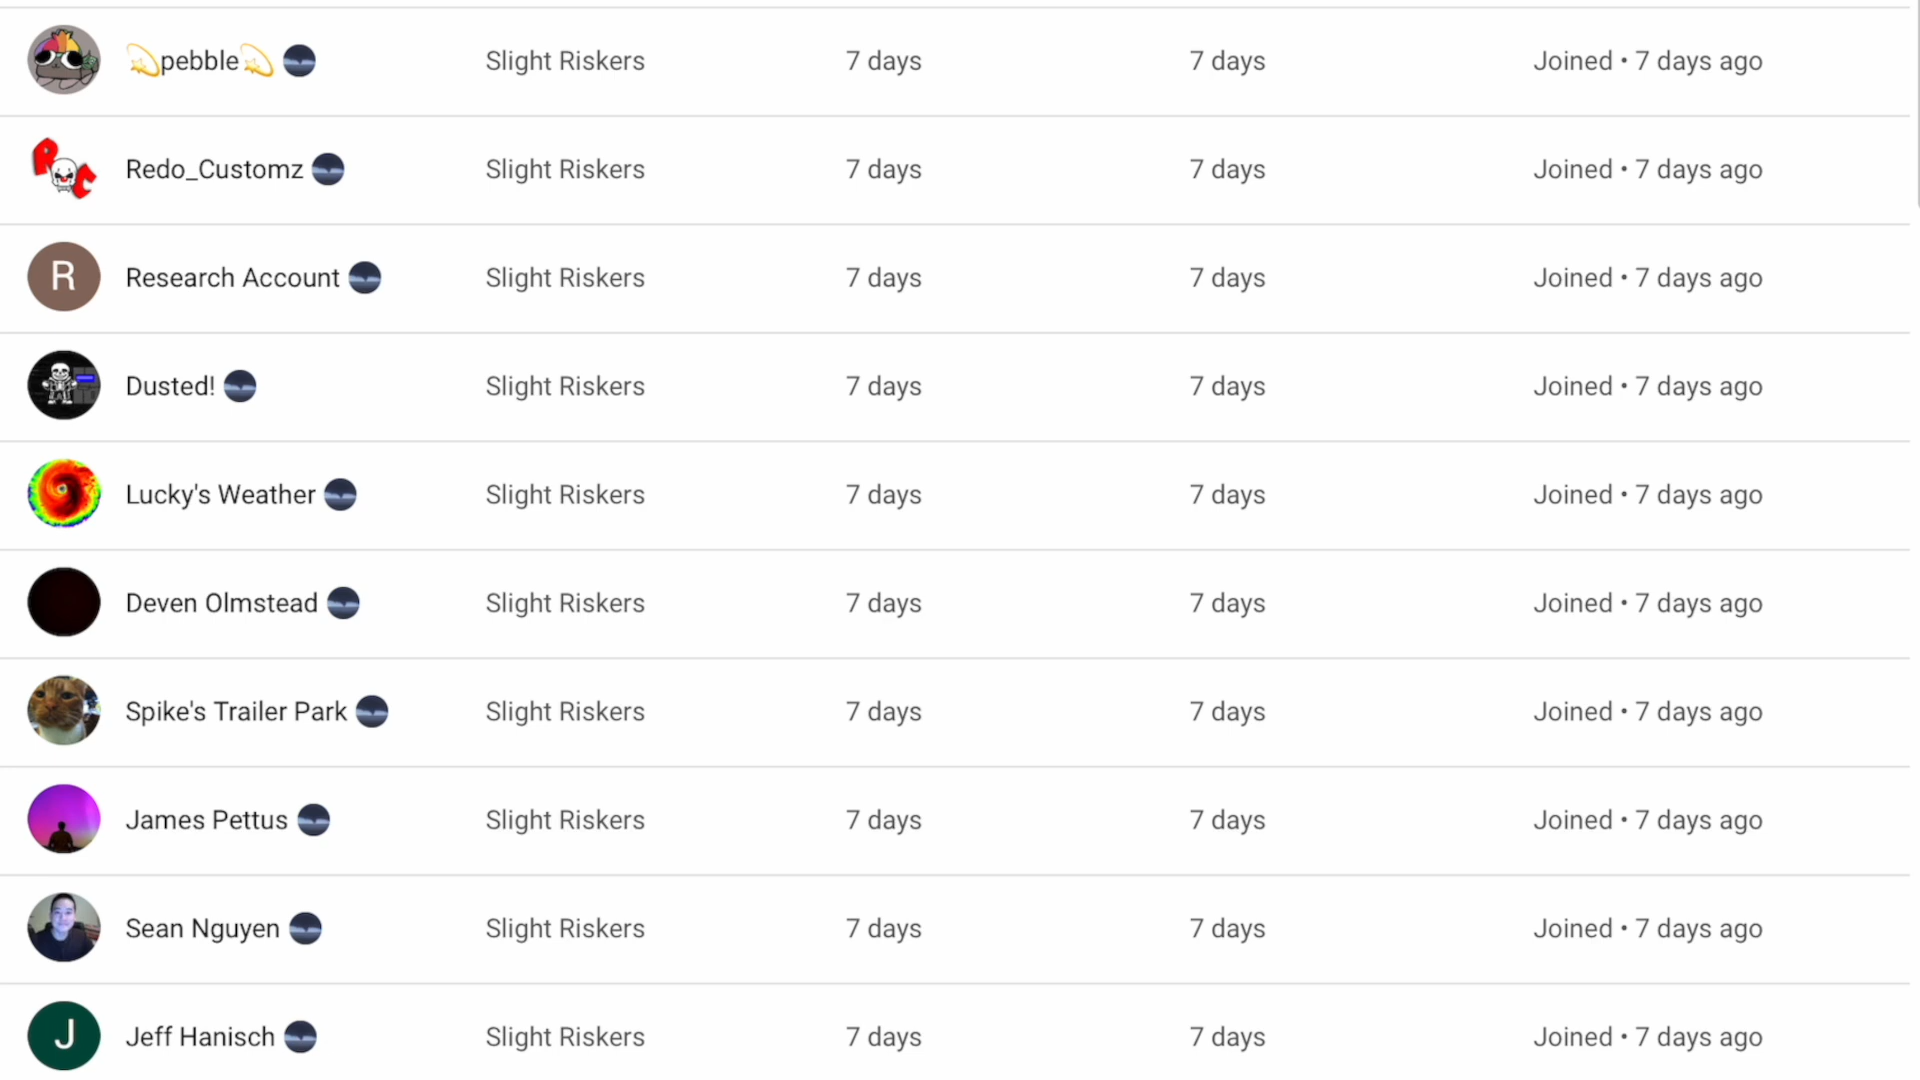 💫pebble💫 Slight Riskers 7 days 7 days Joined • 7 days ago
RC
Redo_Customz Slight Riskers 7 days 7 days Joined • 7 days ago
R Research Account Slight Riskers 7 days 7 days Joined • 7 days ago
Dusted! Slight Riskers 7 days 7 days Joined • 7 days ago
Lucky's Weather Slight Riskers 7 days 7 days Joined • 7 days ago
Deven Olmstead Slight Riskers 7 days 7 days Joined • 7 days ago
Spike's Trailer Park Slight Riskers 7 days 7 days Joined • 7 days ago
James Pettus Slight Riskers 7 days 7 days Joined • 7 days ago
Sean Nguyen Slight Riskers 7 days 7 days Joined • 7 days ago
J Jeff Hanisch Slight Riskers 7 days 7 days Joined • 7 days ago